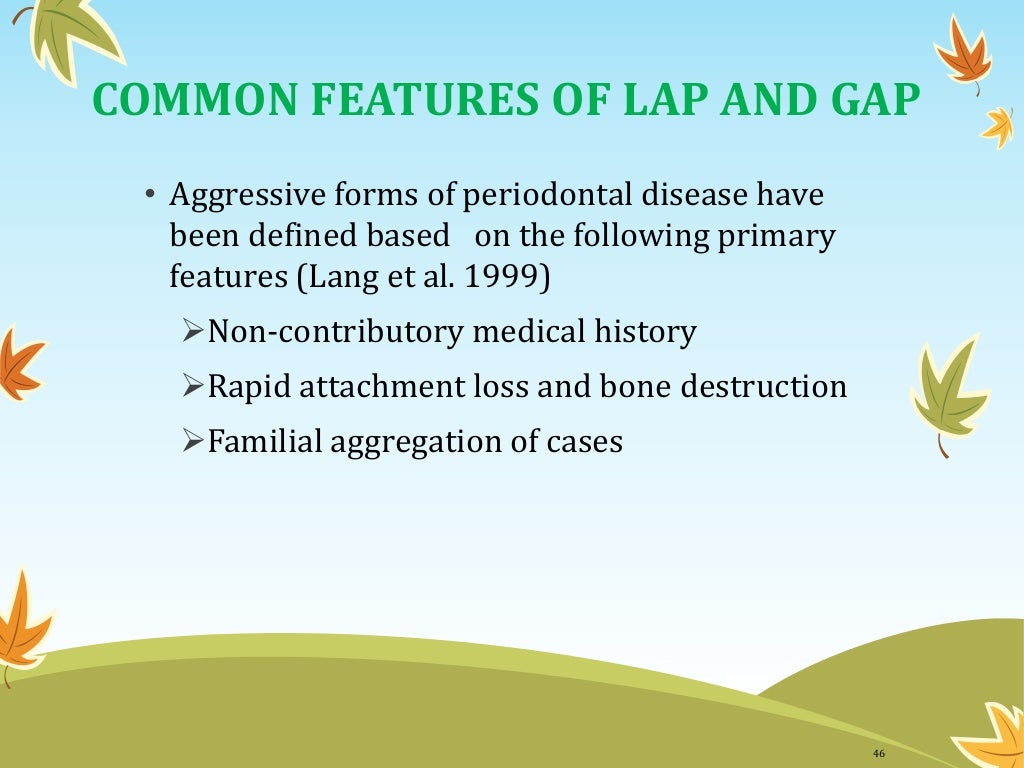 COMMON FEATURES OF LAP AND GAP
• Aggressive forms of periodontal disease have
been defined based   on the following primary
features (Lang et al. 1999)
➢Non-contributory medical history
➢Rapid attachment loss and bone destruction
➢Familial aggregation of cases
46